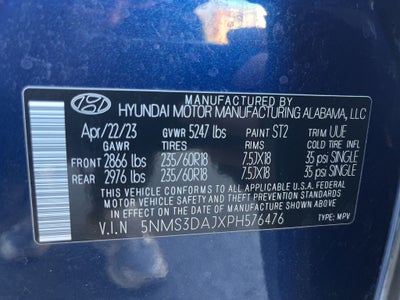 MANUFACTURED BY
HYUNDAI MOTOR MANUFACTURING ALABAMA, LLC
Apr/22/23 GVWR 5247 lbs PAINT ST2 TRIM UUE
GAWR TIRES RIMS COLD TIRE INFL
FRONT 2866 lbs 235/60R18 7.5JX18 35 psi SINGLE
REAR 2976 lbs 235/60R18 7.5JX18 35 psi SINGLE
THIS VEHICLE CONFORMS TO ALL APPLICABLE U.S.A FEDERAL
MOTOR VEHICLE SAFETY AND THEFT PREVENTION STANDARDS
IN EFFECT ON THE DATE OF MANUFACTURE SHOWN ABOVE.
V.I.N 5NMS3DAJXPH576476 TYPE: MPV